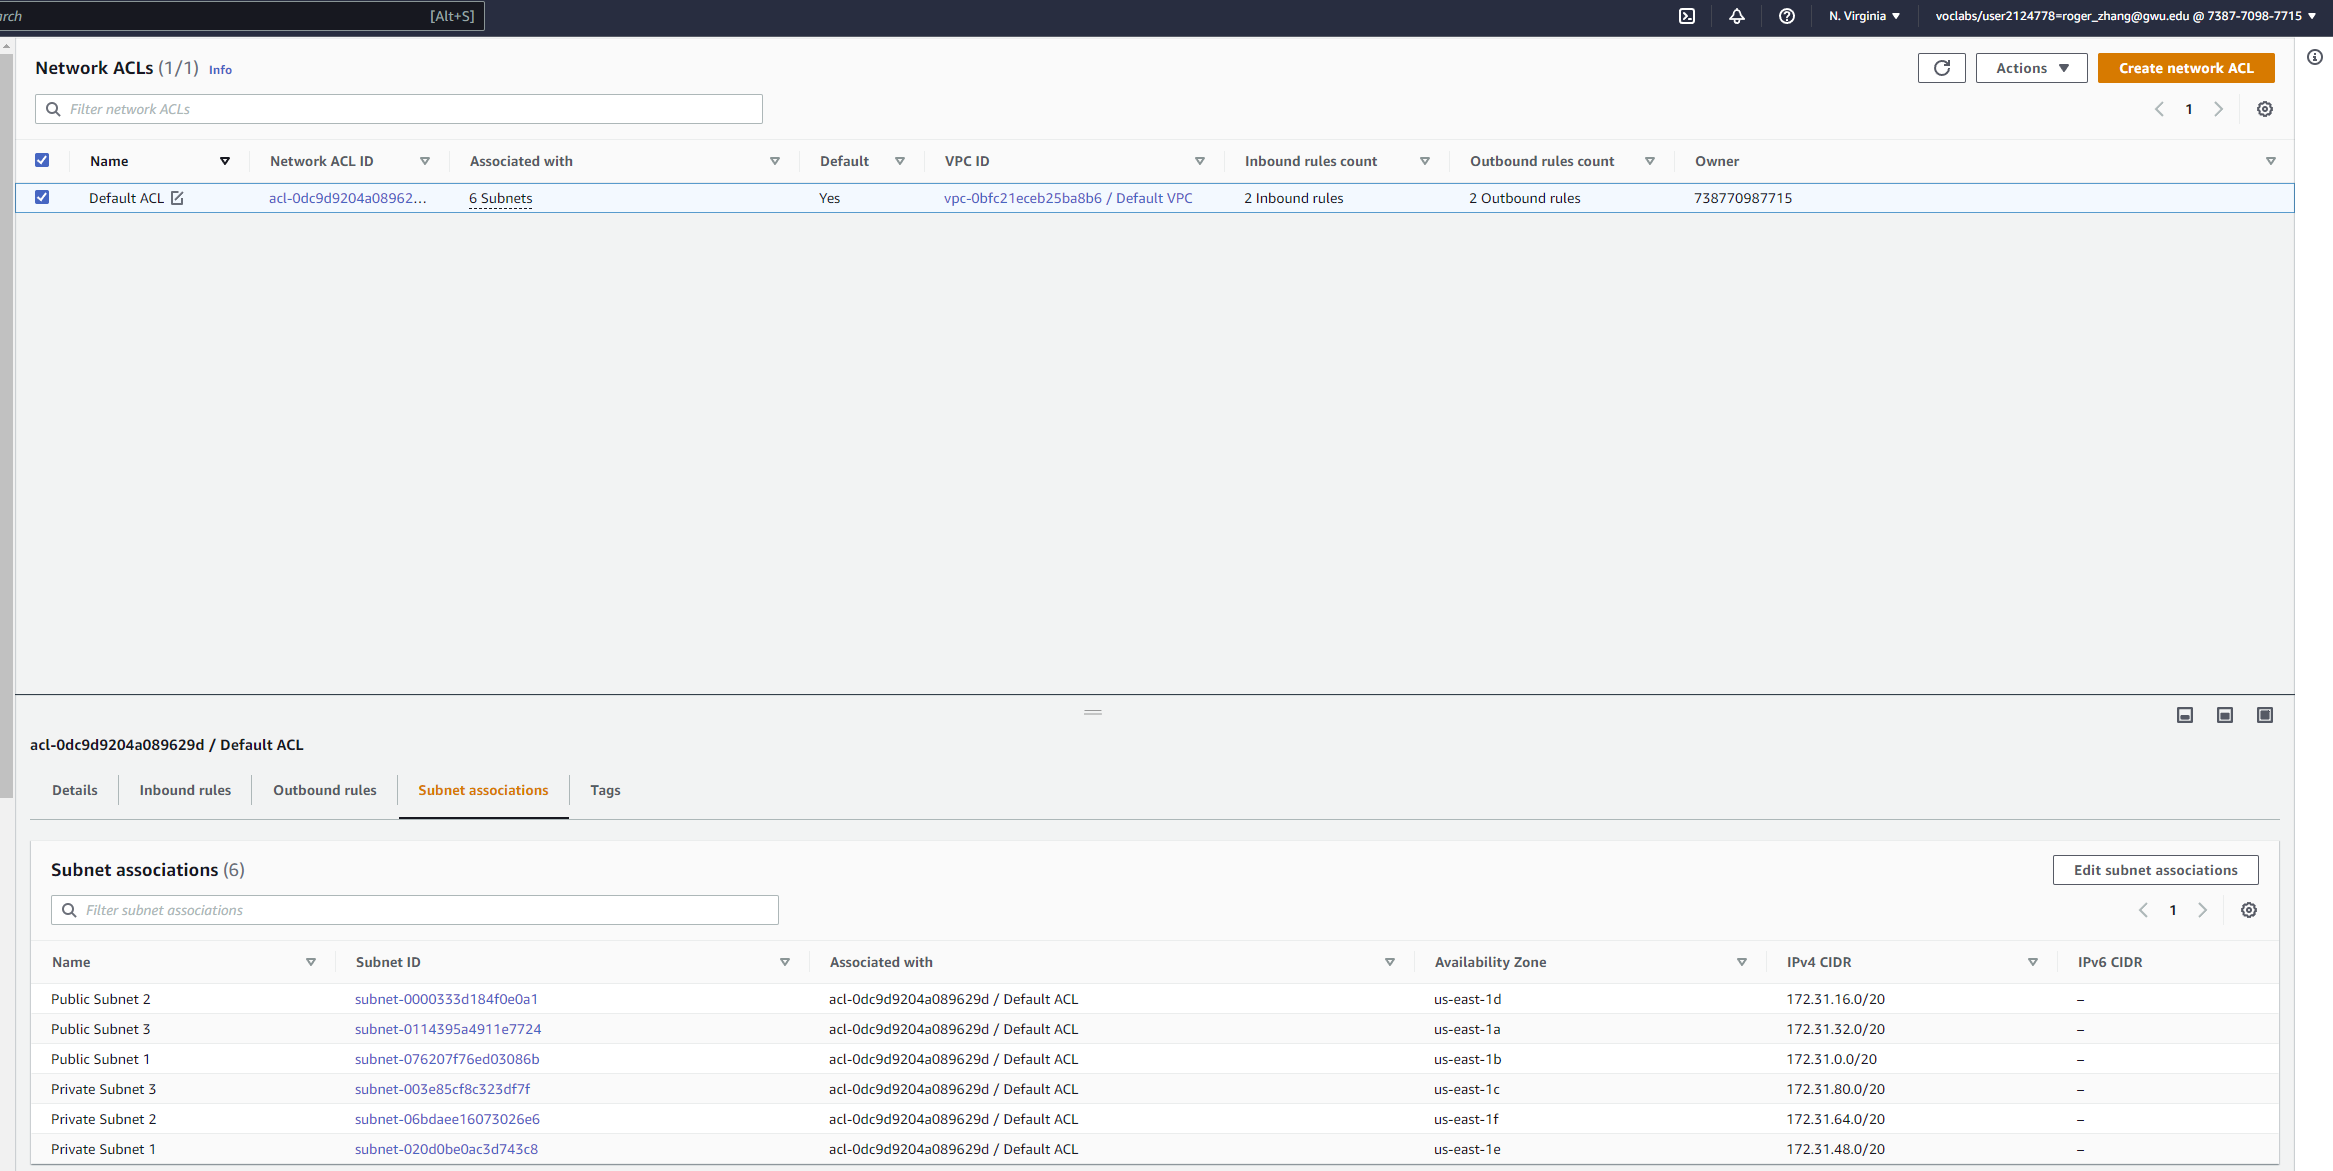 rch [Alt+S] N. Virginia voclabs/user2124778=roger_zhang@gwu.edu @ 7387-7098-7715
Network ACLs (1/1) Info Actions Create network ACL
Filter network ACLs 1
Name Network ACL ID Associated with Default VPC ID Inbound rules count Outbound rules count Owner
Default ACL acl-0dc9d9204a08962... 6 Subnets Yes vpc-0bfc21eceb25ba8b6 / Default VPC 2 Inbound rules 2 Outbound rules 738770987715
acl-0dc9d9204a089629d / Default ACL
Details Inbound rules Outbound rules Subnet associations Tags
Subnet associations (6) Edit subnet associations
Filter subnet associations 1
Name Subnet ID Associated with Availability Zone IPv4 CIDR IPv6 CIDR
Public Subnet 2 subnet-0000333d184f0e0a1 acl-0dc9d9204a089629d / Default ACL us-east-1d 172.31.16.0/20 –
Public Subnet 3 subnet-0114395a4911e7724 acl-0dc9d9204a089629d / Default ACL us-east-1a 172.31.32.0/20 –
Public Subnet 1 subnet-076207f76ed03086b acl-0dc9d9204a089629d / Default ACL us-east-1b 172.31.0.0/20 –
Private Subnet 3 subnet-003e85cf8c323df7f acl-0dc9d9204a089629d / Default ACL us-east-1c 172.31.80.0/20 –
Private Subnet 2 subnet-06bdaee16073026e6 acl-0dc9d9204a089629d / Default ACL us-east-1f 172.31.64.0/20 –
Private Subnet 1 subnet-020d0be0ac3d743c8 acl-0dc9d9204a089629d / Default ACL us-east-1e 172.31.48.0/20 –